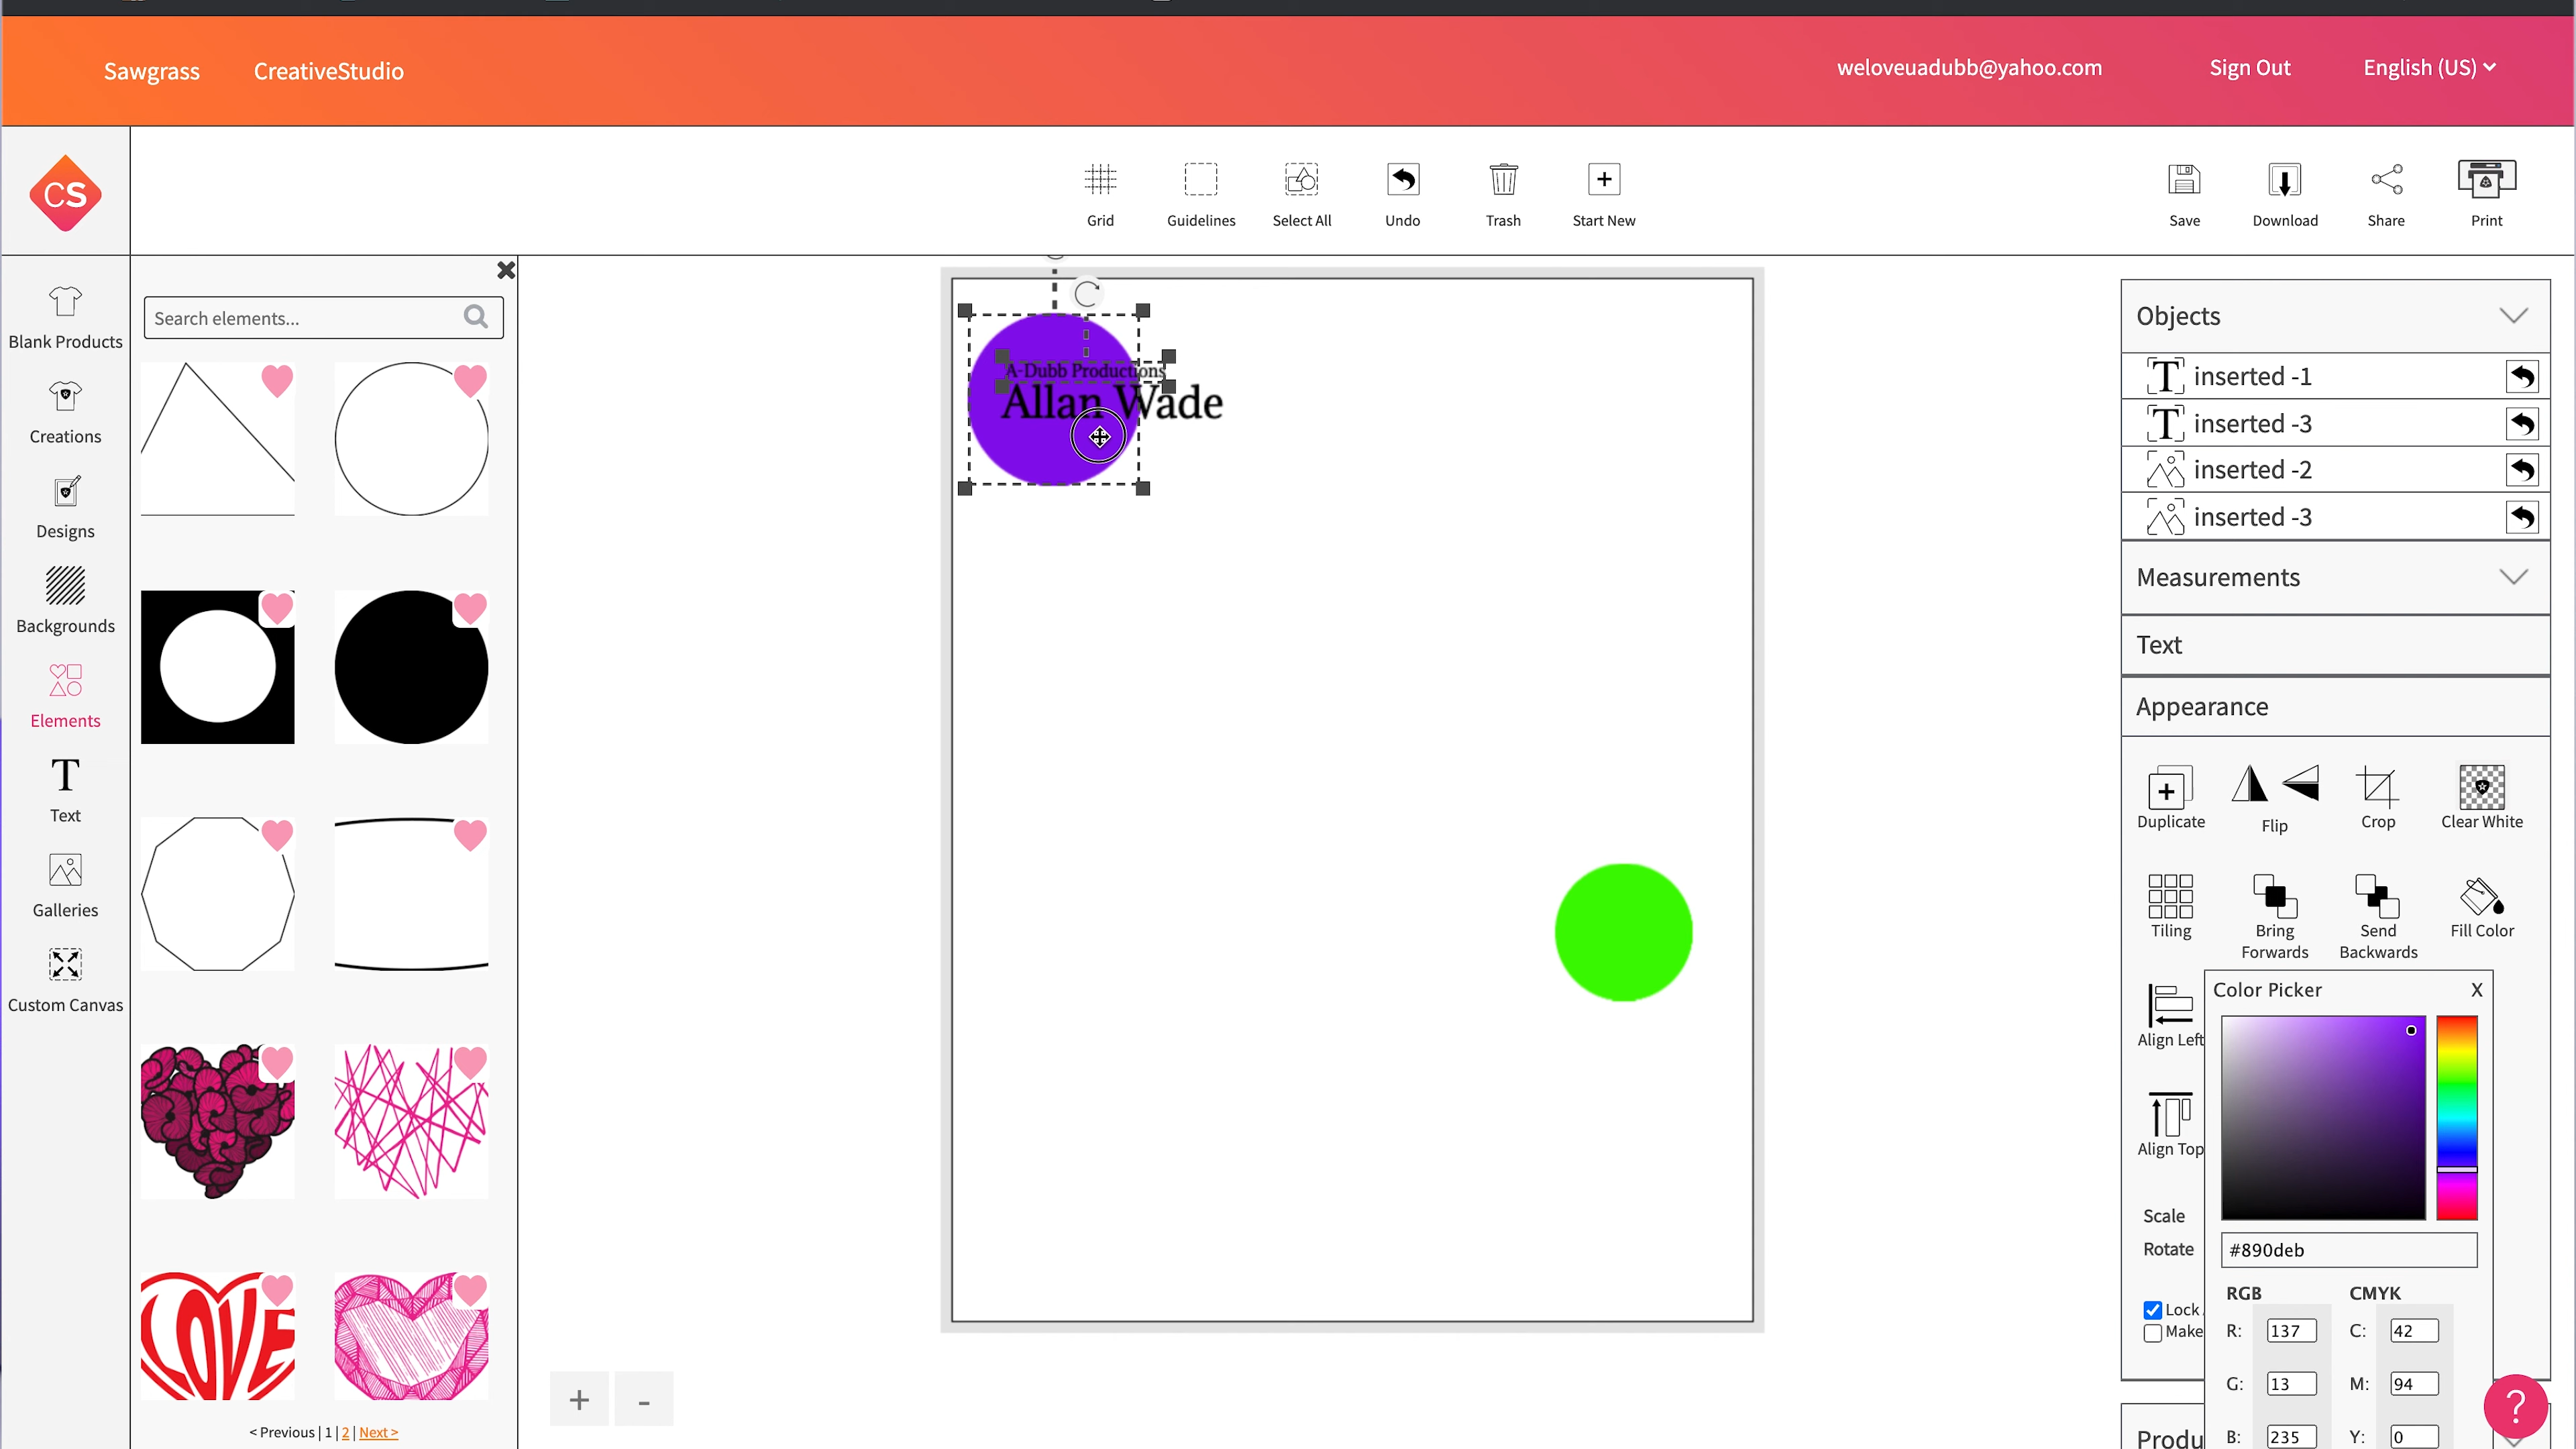 Sawgrass CreativeStudio weloveuadubb@yahoo.com Sign Out English (US)
CS
Grid Guidelines Select All Undo Trash Start New Save Download Share Print
Blank Products
Creations
Designs
Backgrounds
Elements
T
Text
Galleries
Custom Canvas
Search elements...
LOVE
< Previous | 1 | 2 | Next >
A-Dubb Productions
Allan Wade
+ -
Objects
T inserted -1
T inserted -3
inserted -2
inserted -3
Measurements
Text
Appearance
Duplicate Flip Crop Clear White
Tiling Bring Forwards Send Backwards Fill Color
Align Left
Align Top
Scale
Rotate
Lock
Make
Color Picker X
#890deb
RGB CMYK
R: 137 C: 42
G: 13 M: 94
B: 235 Y: 0
Produ
?